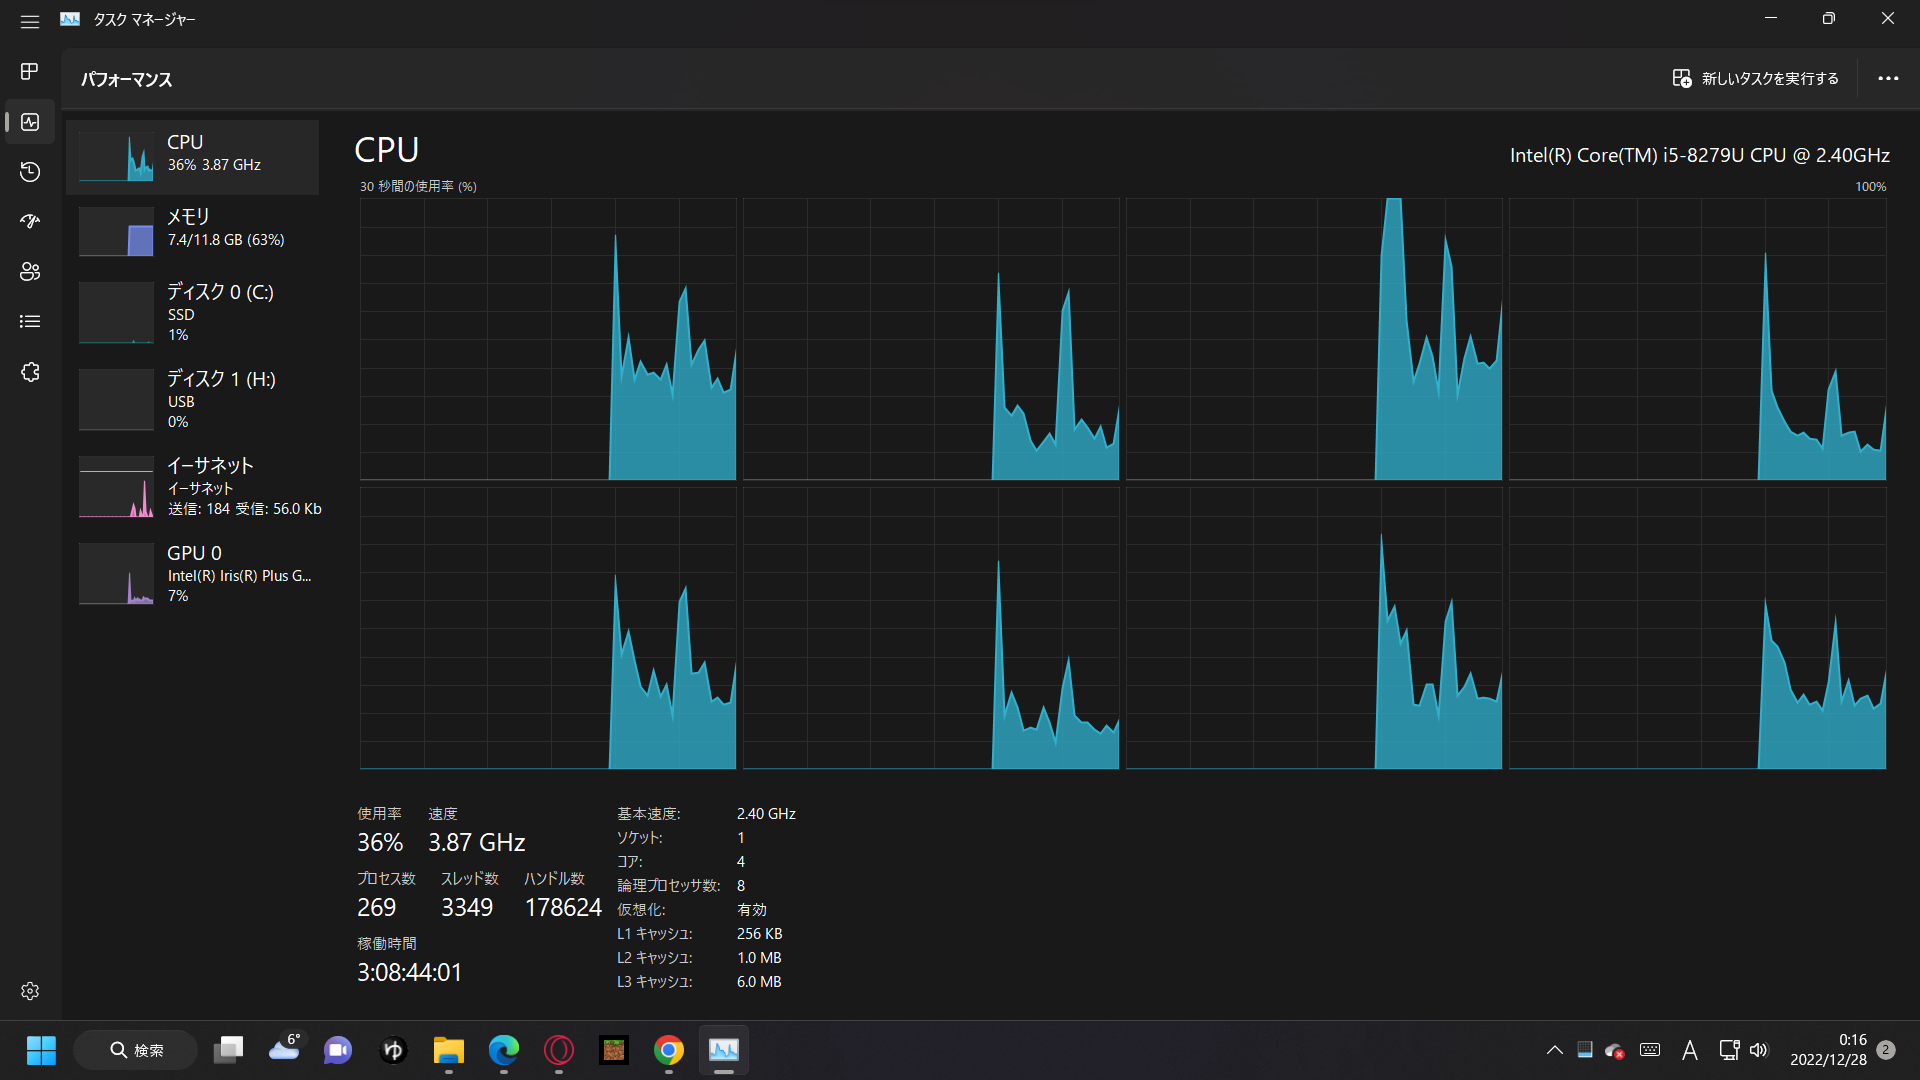 タスク マネージャー
パフォーマンス
新しいタスクを実行する
CPU
36% 3.87 GHz
メモリ
7.4/11.8 GB (63%)
ディスク 0 (C:)
SSD
1%
ディスク 1 (H:)
USB
0%
イーサネット
イーサネット
送信: 184 受信: 56.0 Kb
GPU 0
Intel(R) Iris(R) Plus G...
7%
CPU
Intel(R) Core(TM) i5-8279U CPU @ 2.40GHz
30 秒間の使用率 (%)
100%
使用率 速度
36% 3.87 GHz
プロセス数 スレッド数 ハンドル数
269 3349 178624
稼働時間
3:08:44:01
基本速度: 2.40 GHz
ソケット: 1
コア: 4
論理プロセッサ数: 8
仮想化: 有効
L1 キャッシュ: 256 KB
L2 キャッシュ: 1.0 MB
L3 キャッシュ: 6.0 MB
検索
6°
ゆ
A
0:16
2022/12/28
2